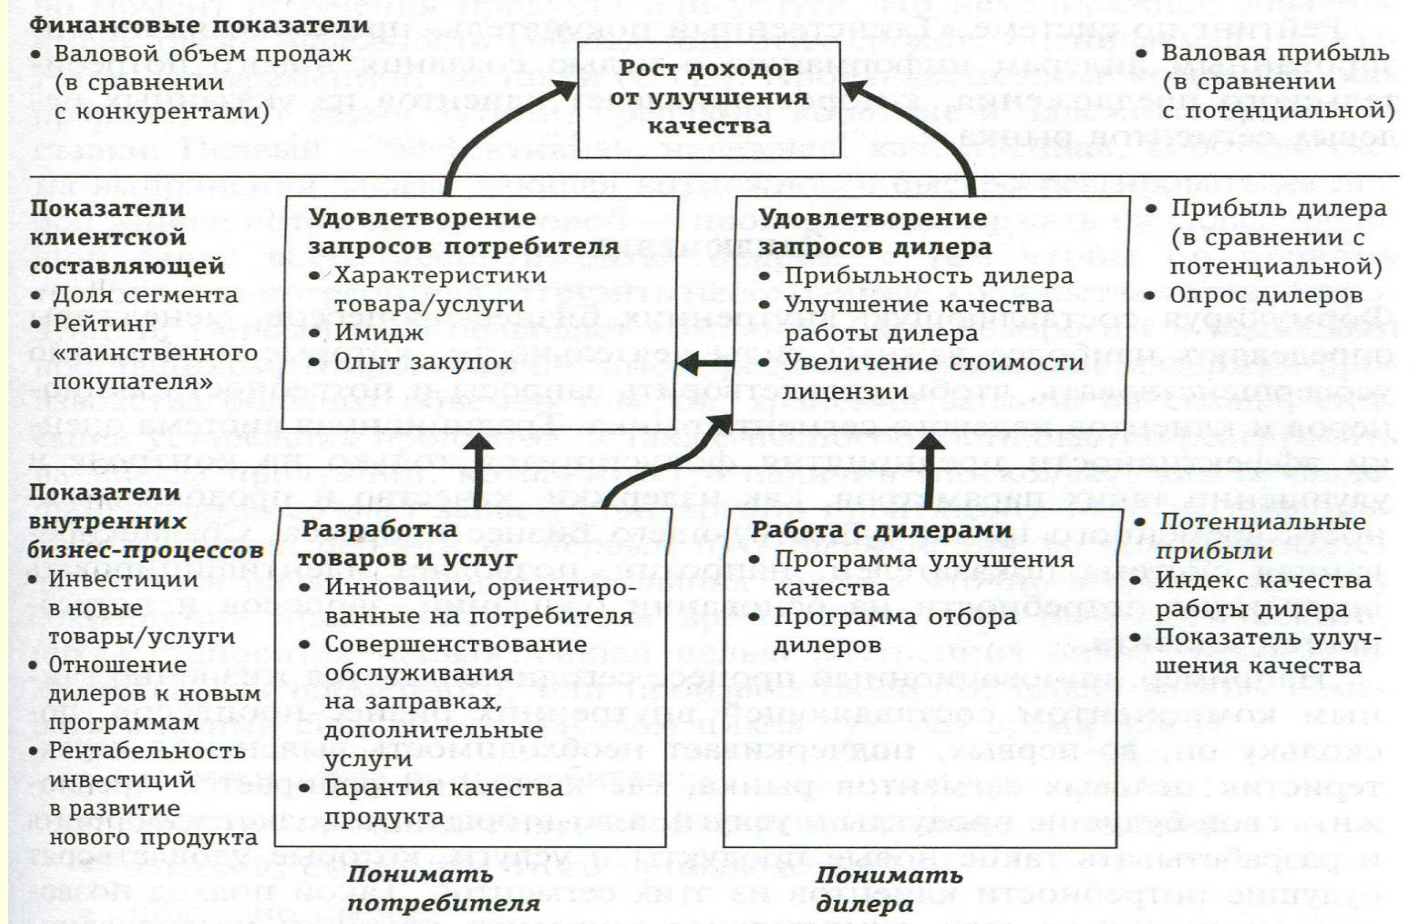 Финансовые показатели
• Валовой объем продаж
(в сравнении
с конкурентами)
Рост доходов
от улучшения
качества
• Валовая прибыль
(в сравнении
с потенциальной)
Показатели
клиентской
составляющей
• Доля сегмента
• Рейтинг
«таинственного
покупателя»
Удовлетворение
запросов потребителя
• Характеристики
товара/услуги
• Имидж
• Опыт закупок
Удовлетворение
запросов дилера
• Прибыльность дилера
• Улучшение качества
работы дилера
• Увеличение стоимости
лицензии
• Прибыль дилера
(в сравнении с
потенциальной)
• Опрос дилеров
Показатели
внутренних
бизнес-процессов
• Инвестиции
в новые
товары/услуги
• Отношение
дилеров к новым
программам
• Рентабельность
инвестиций
в развитие
нового продукта
Разработка
товаров и услуг
• Инновации, ориентиро-
ванные на потребителя
• Совершенствование
обслуживания
на заправках,
дополнительные
услуги
• Гарантия качества
продукта
Работа с дилерами
• Программа улучшения
качества
• Программа отбора
дилеров
• Потенциальные
прибыли
• Индекс качества
работы дилера
• Показатель улуч-
шения качества
Понимать
потребителя
Понимать
дилера